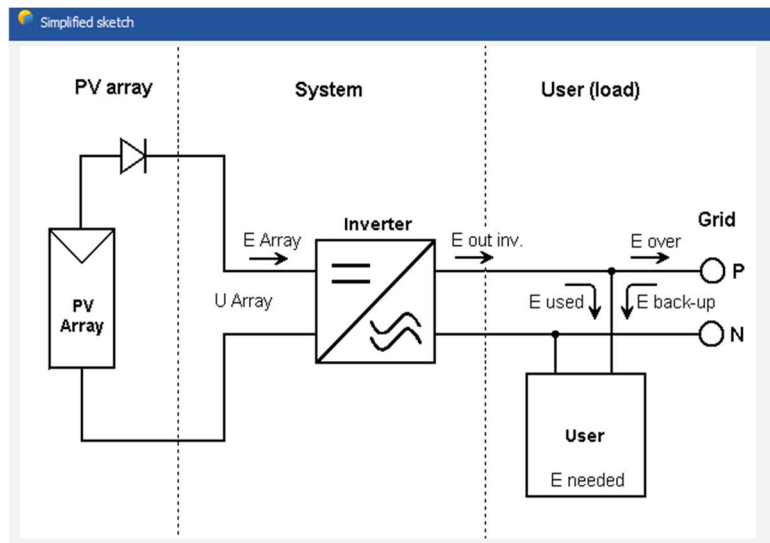 Simplified sketch
PV array
System
User (load)
Inverter
Grid
E Array
E out inv.
E over
P
U Array
E used
E back-up
PV
Array
N
User
E needed